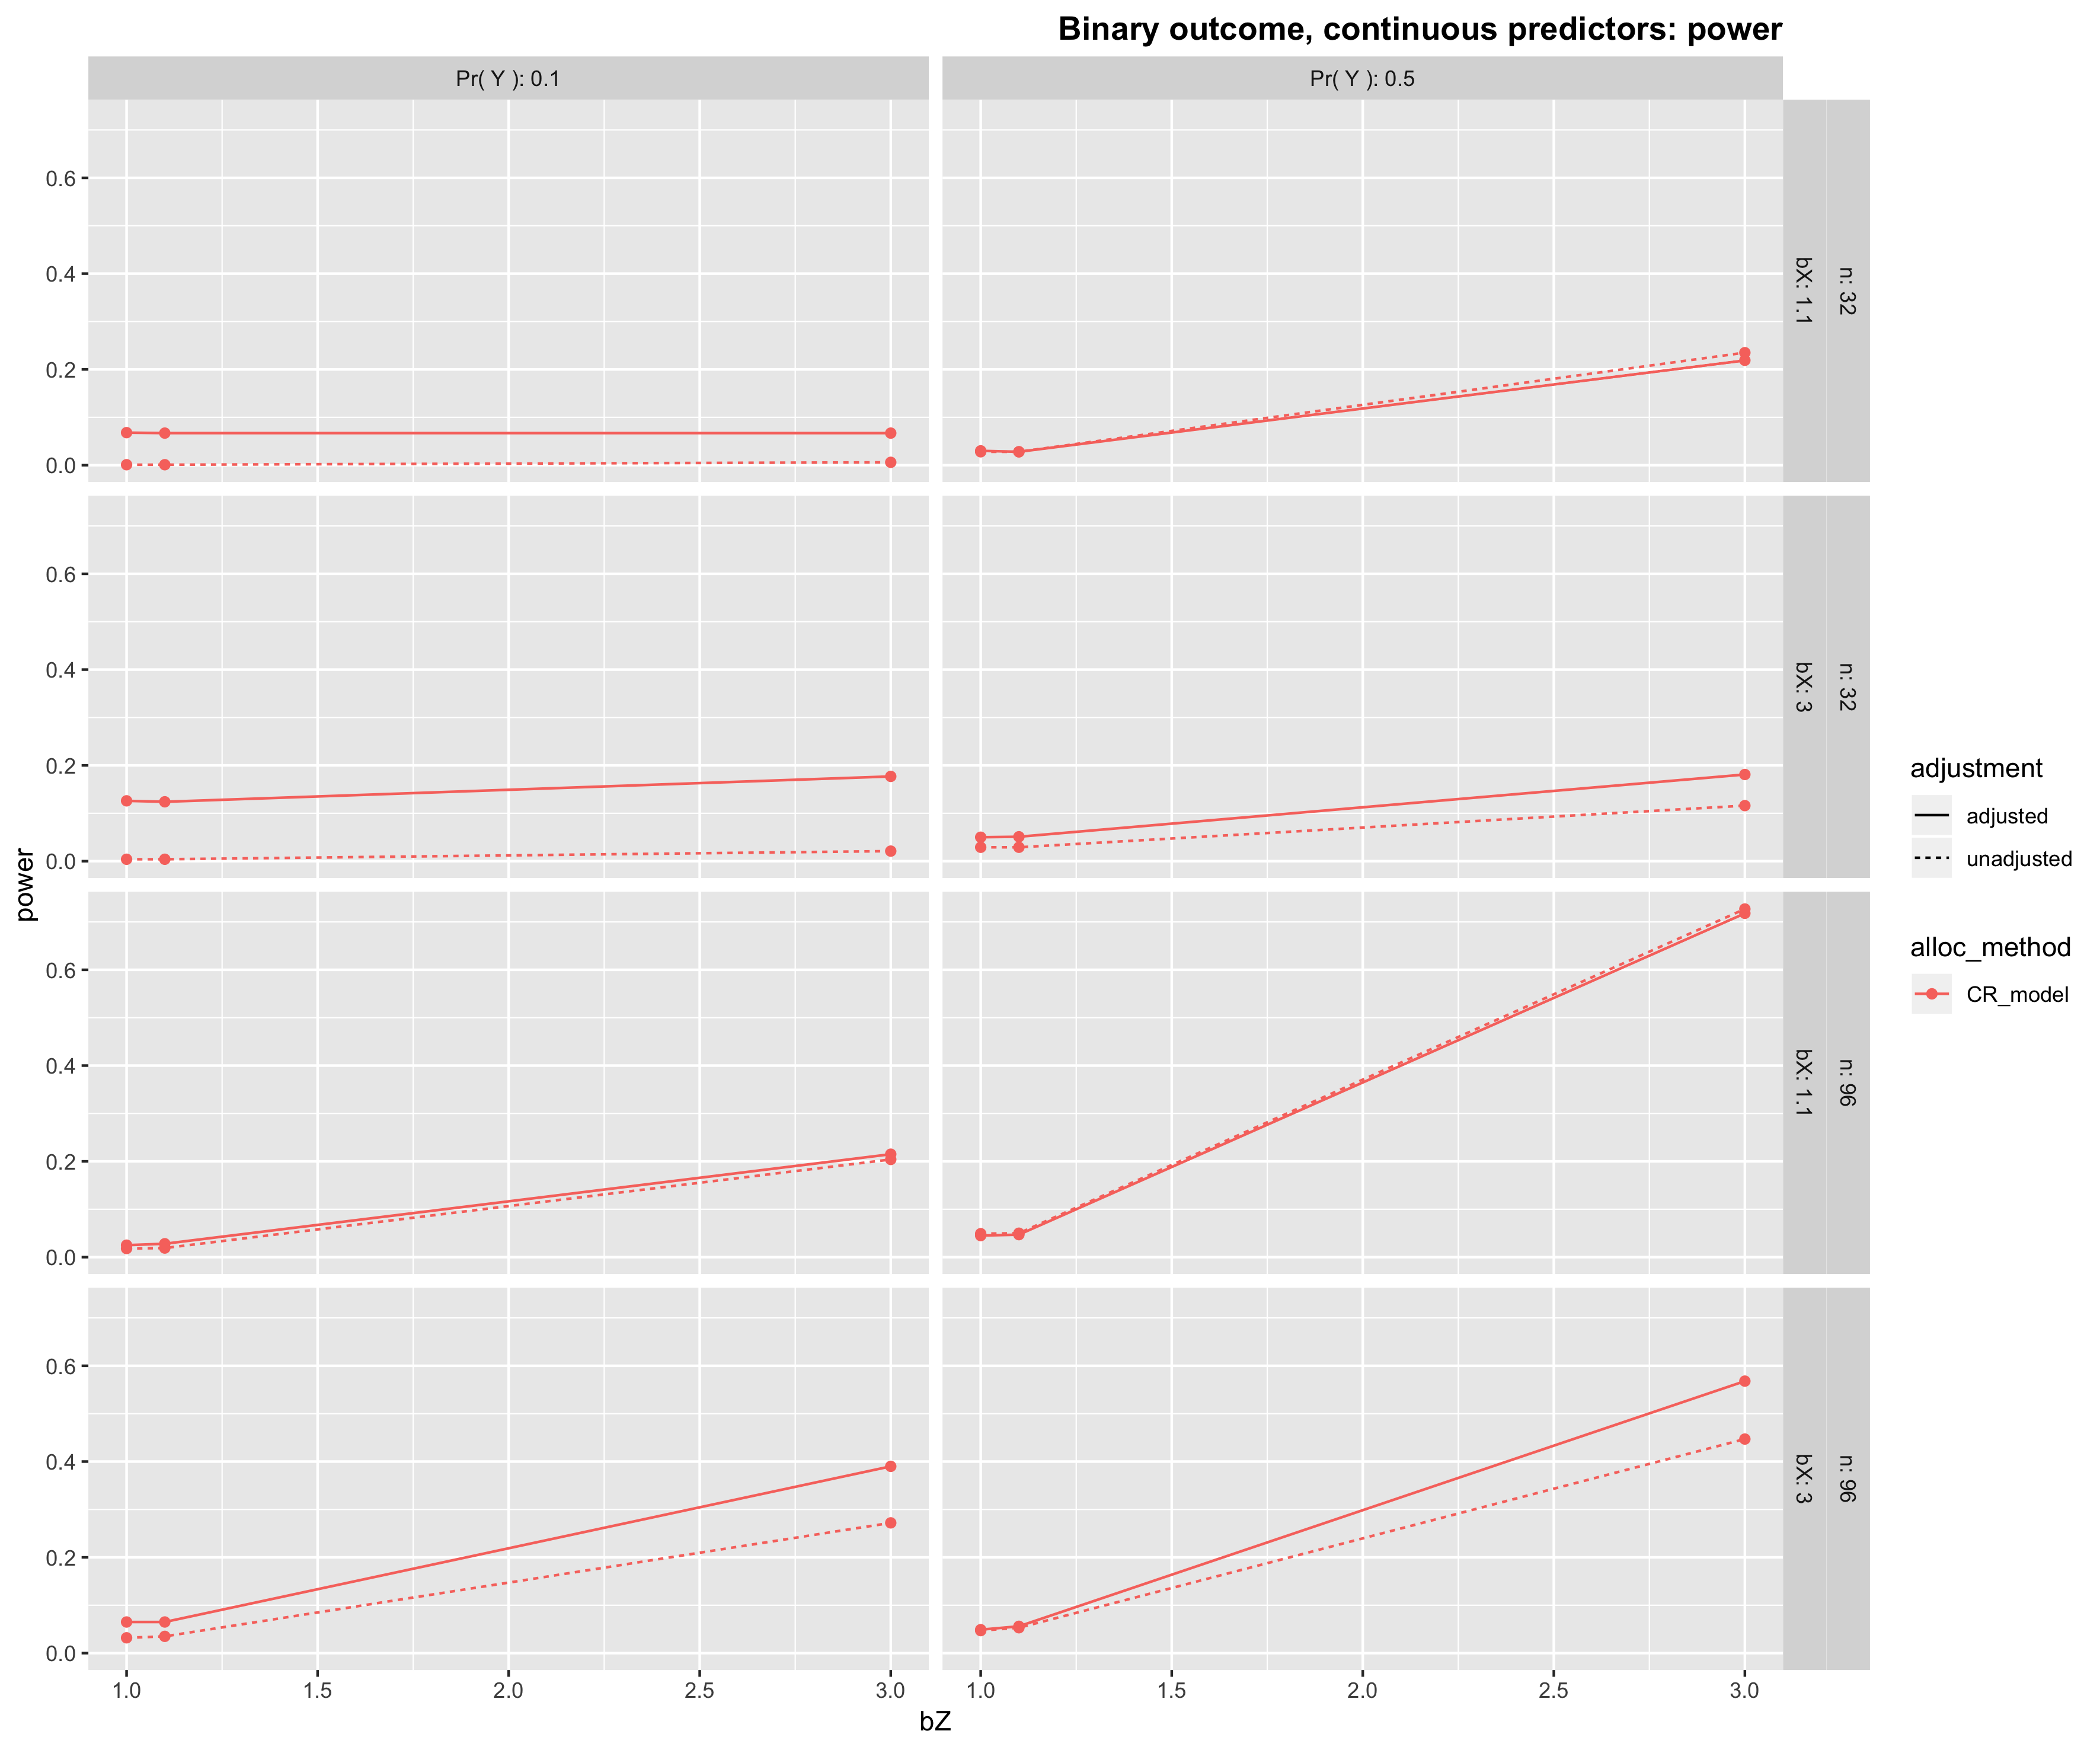 Binary outcome, continuous predictors: power
Pr( Y ): 0.1
Pr( Y ): 0.5
0.6
0.4
0.2
0.0
bX: 1.1
n: 32
0.6
0.4
0.2
0.0
bX: 3
n: 32
0.6
0.4
0.2
0.0
bX: 1.1
n: 96
0.6
0.4
0.2
0.0
bX: 3
n: 96
1.0 1.5 2.0 2.5 3.0
1.0 1.5 2.0 2.5 3.0
bZ
power
adjustment
adjusted
unadjusted
alloc_method
CR_model